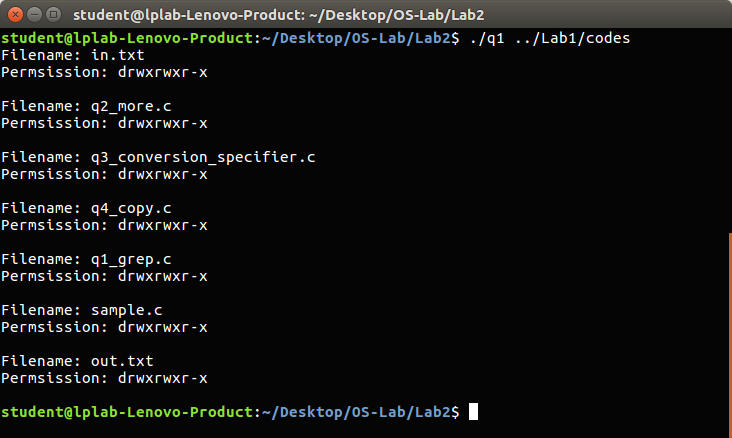 student@lplab-Lenovo-Product: ~/Desktop/OS-Lab/Lab2
student@lplab-Lenovo-Product:~/Desktop/OS-Lab/Lab2$ ./q1 ../Lab1/codes
Filename: in.txt
Permsission: drwxrwxr-x
Filename: q2_more.c
Permsission: drwxrwxr-x
Filename: q3_conversion_specifier.c
Permsission: drwxrwxr-x
Filename: q4_copy.c
Permsission: drwxrwxr-x
Filename: q1_grep.c
Permsission: drwxrwxr-x
Filename: sample.c
Permsission: drwxrwxr-x
Filename: out.txt
Permsission: drwxrwxr-x
student@lplab-Lenovo-Product:~/Desktop/OS-Lab/Lab2$